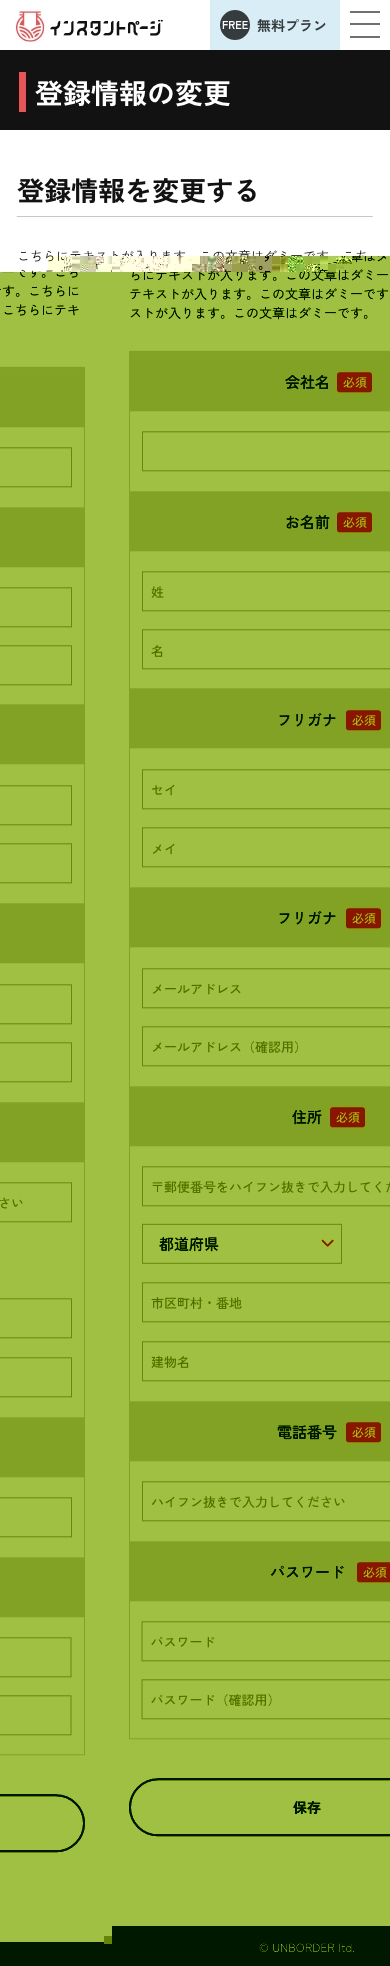 インスタントページ
FREE 無料プラン
登録情報の変更
登録情報を変更する
こちらにテキストが入ります。この文章はダミーです。こち
らにテキストが入ります。この文章はダミー
です。こちらに
テキストが入ります。この文章はダミーです
こちらにテキ
ストが入ります。この文章はダミーです。
会社名 必須
お名前 必須
姓
名
フリガナ 必須
セイ
メイ
フリガナ 必須
メールアドレス
メールアドレス（確認用）
住所 必須
〒郵便番号をハイフン抜きで入力してく
さい
都道府県
市区町村・番地
建物名
電話番号 必須
ハイフン抜きで入力してください
パスワード 必須
パスワード
パスワード（確認用）
保存
© UNBORDER ltd.